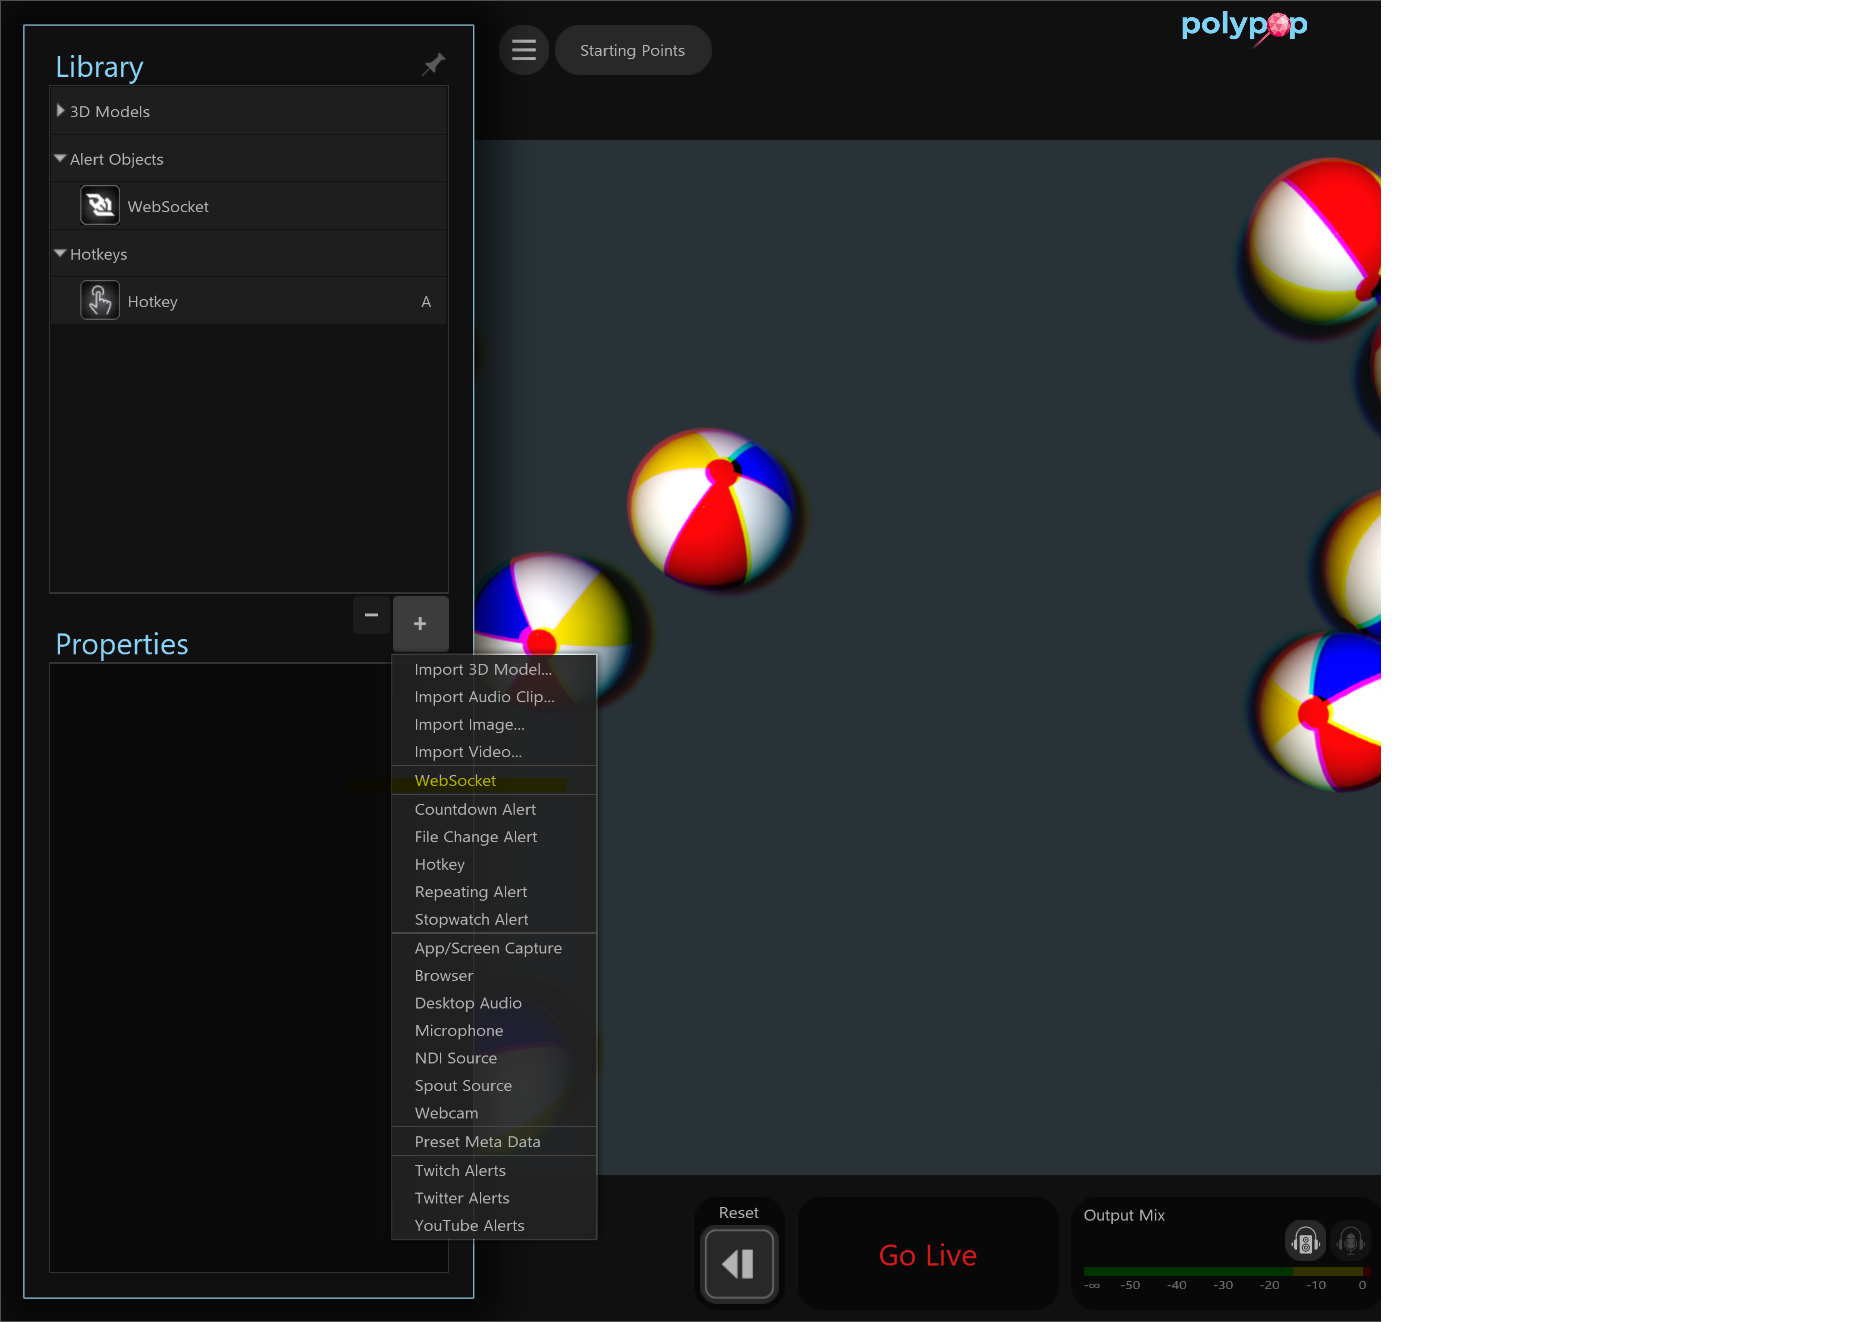 Library
3D Models
Alert Objects
WebSocket
Hotkeys
Hotkey A
Properties
Import 3D Model...
Import Audio Clip...
Import Image...
Import Video...
WebSocket
Countdown Alert
File Change Alert
Hotkey
Repeating Alert
Stopwatch Alert
App/Screen Capture
Browser
Desktop Audio
Microphone
NDI Source
Spout Source
Webcam
Preset Meta Data
Twitch Alerts
Twitter Alerts
YouTube Alerts
Starting Points
polypop
Reset
Go Live
Output Mix
-∞ -50 -40 -30 -20 -10 0